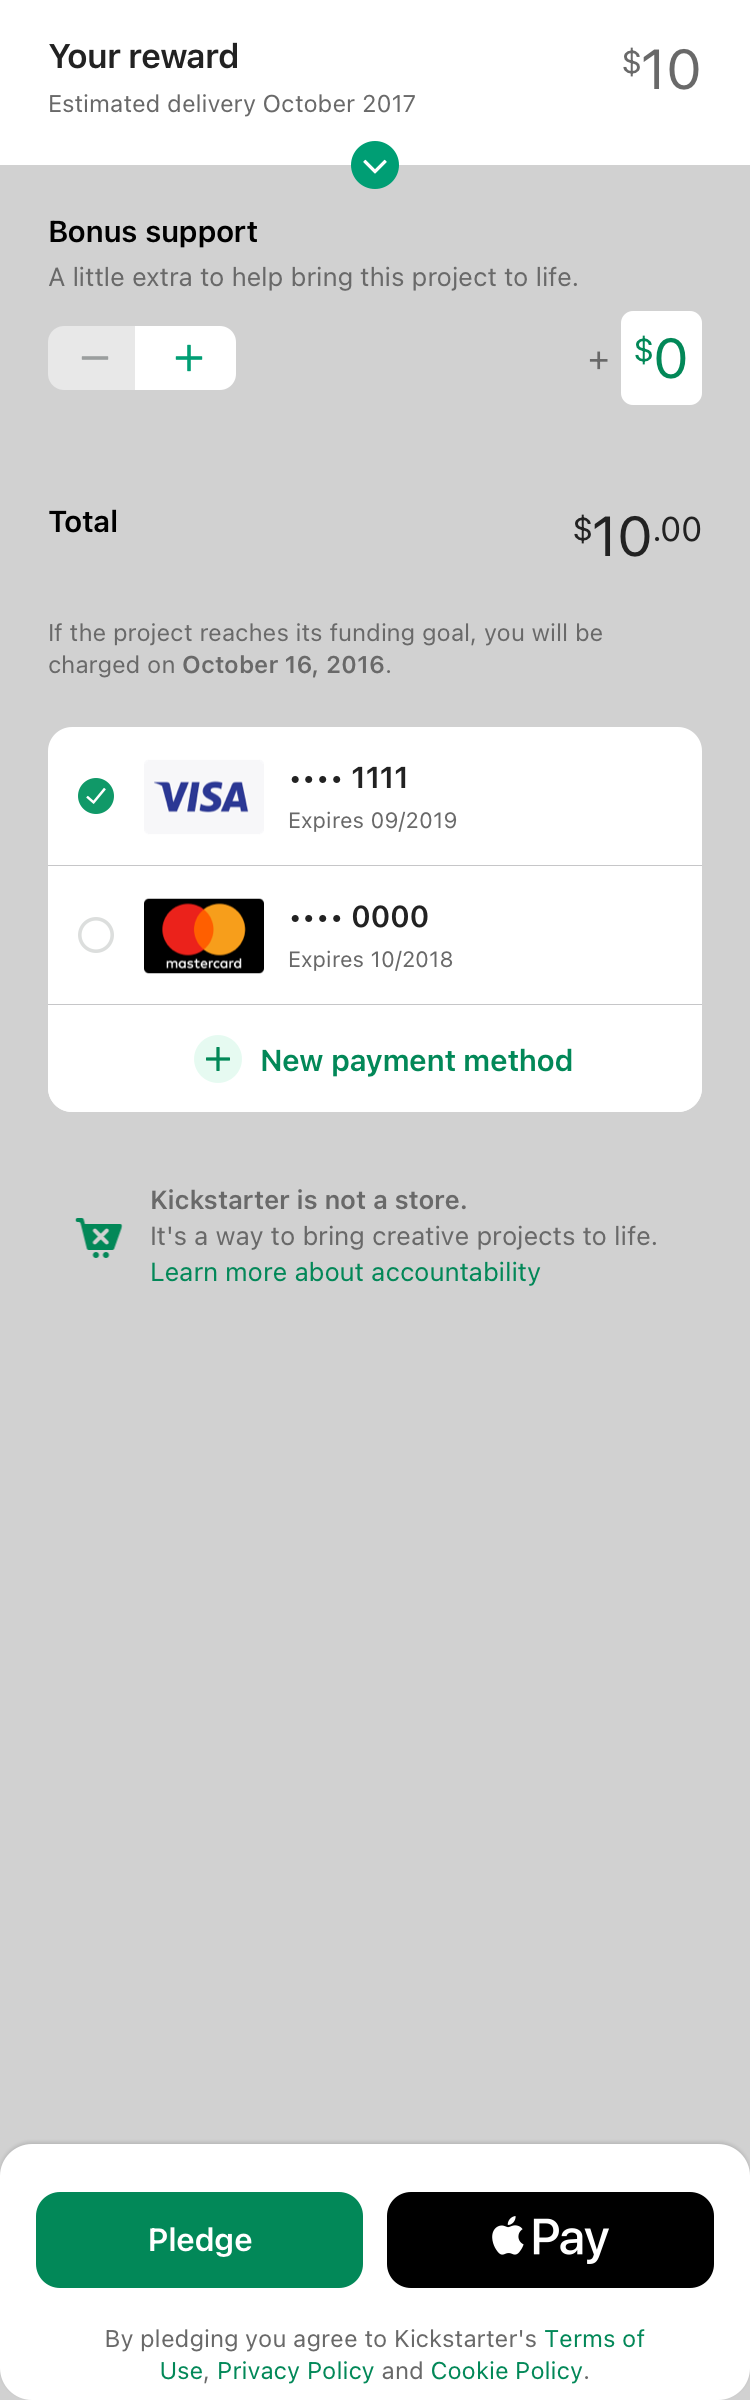 Your reward
$10
Estimated delivery October 2017
Bonus support
A little extra to help bring this project to life.
+ $0
Total
$10.00
If the project reaches its funding goal, you will be
charged on October 16, 2016.
VISA
•••• 1111
Expires 09/2019
mastercard
•••• 0000
Expires 10/2018
New payment method
Kickstarter is not a store.
It's a way to bring creative projects to life.
Learn more about accountability
Pledge
Pay
By pledging you agree to Kickstarter's Terms of
Use, Privacy Policy and Cookie Policy.